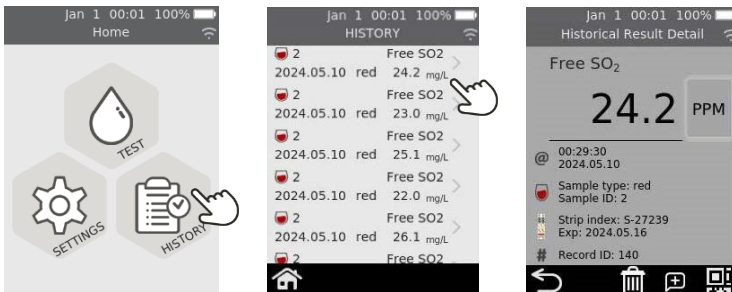 Jan 1 00:01 100%
Home
TEST
SETTINGS
HISTORY
Jan 1 00:01 100%
HISTORY
2 Free SO2
2024.05.10 red 24.2 mg/L
2 Free SO2
2024.05.10 red 23.0 mg/L
2 Free SO2
2024.05.10 red 25.1 mg/L
2 Free SO2
2024.05.10 red 22.0 mg/L
2 Free SO2
2024.05.10 red 26.1 mg/L
2 Free SO2
Jan 1 00:01 100%
Historical Result Detail
Free SO₂
24.2 PPM
@ 00:29:30
2024.05.10
Sample type: red
Sample ID: 2
Strip index: S-27239
Exp: 2024.05.16
# Record ID: 140